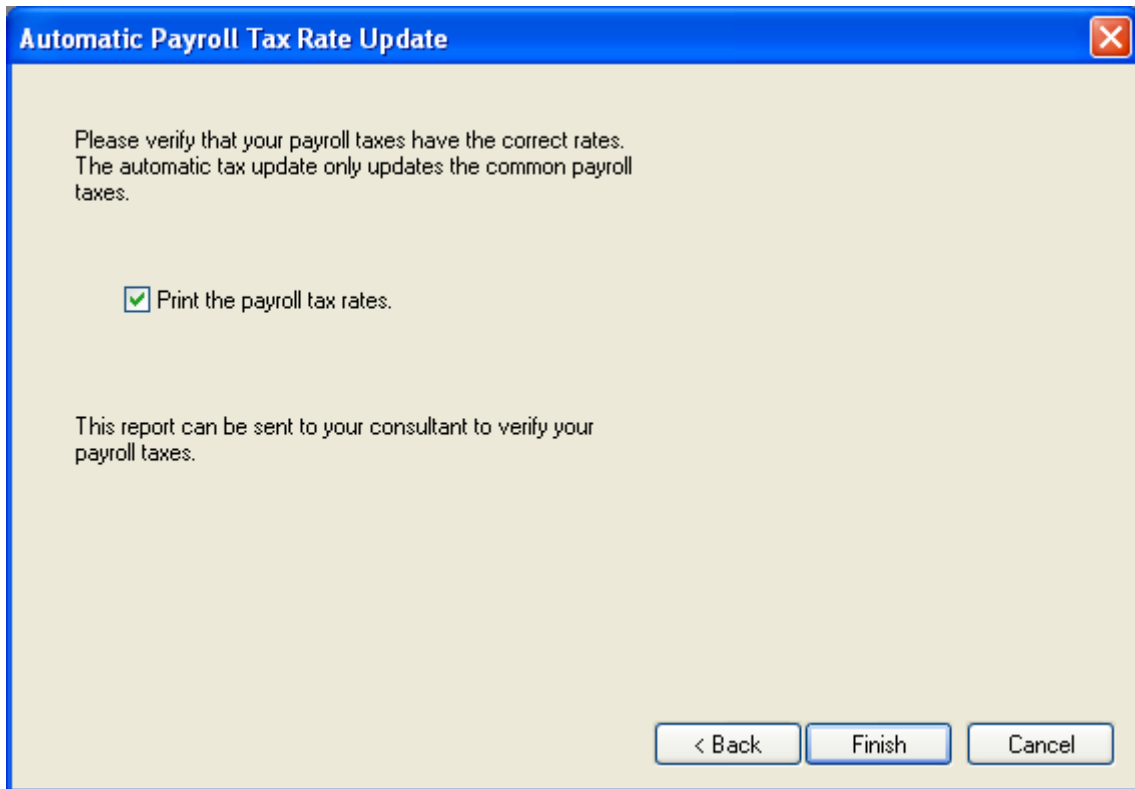 Automatic Payroll Tax Rate Update
Please verify that your payroll taxes have the correct rates.
The automatic tax update only updates the common payroll
taxes.
Print the payroll tax rates.
This report can be sent to your consultant to verify your
payroll taxes.
< Back
Finish
Cancel